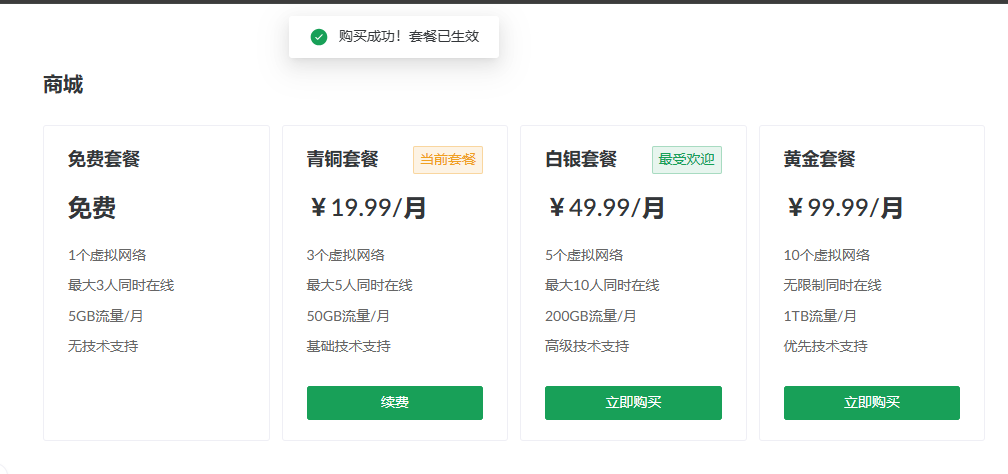 购买成功！套餐已生效
商城
免费套餐
免费
1个虚拟网络
最大3人同时在线
5GB流量/月
无技术支持
青铜套餐
当前套餐
￥19.99/月
3个虚拟网络
最大5人同时在线
50GB流量/月
基础技术支持
续费
白银套餐
最受欢迎
￥49.99/月
5个虚拟网络
最大10人同时在线
200GB流量/月
高级技术支持
立即购买
黄金套餐
￥99.99/月
10个虚拟网络
无限制同时在线
1TB流量/月
优先技术支持
立即购买